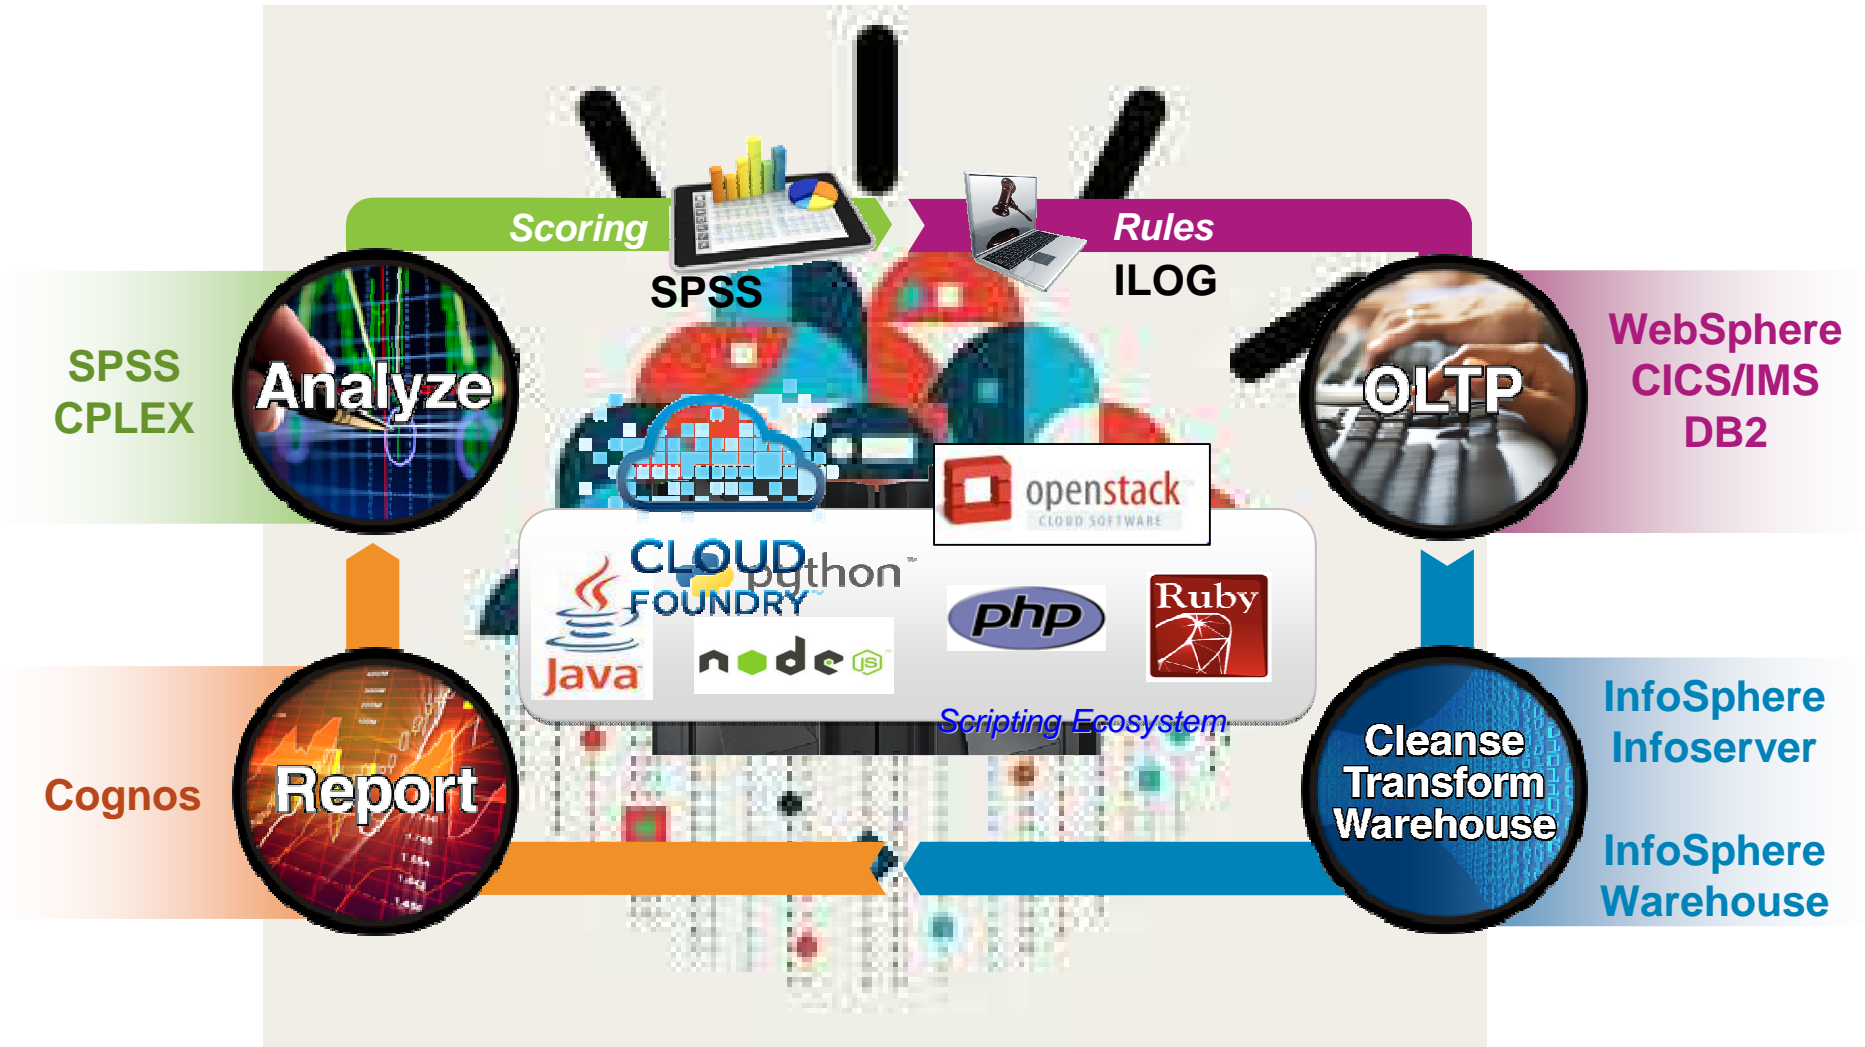 Scoring
Rules
SPSS
ILOG
SPSS
CPLEX
Analyze
OLTP
WebSphere
CICS/IMS
DB2
openstack
CLOUD SOFTWARE
CLOUD
FOUNDRY
python
Java
node
JS
php
Ruby
Scripting Ecosystem
Cognos
Report
Cleanse
Transform
Warehouse
InfoSphere
Infoserver
InfoSphere
Warehouse